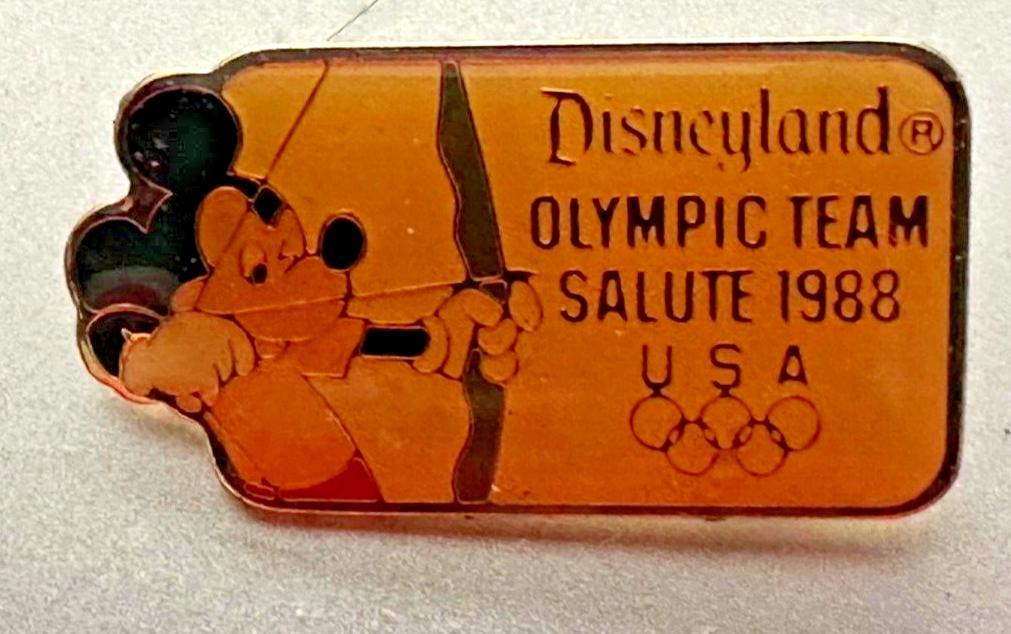 Disneyland®
OLYMPIC TEAM
SALUTE 1988
USA